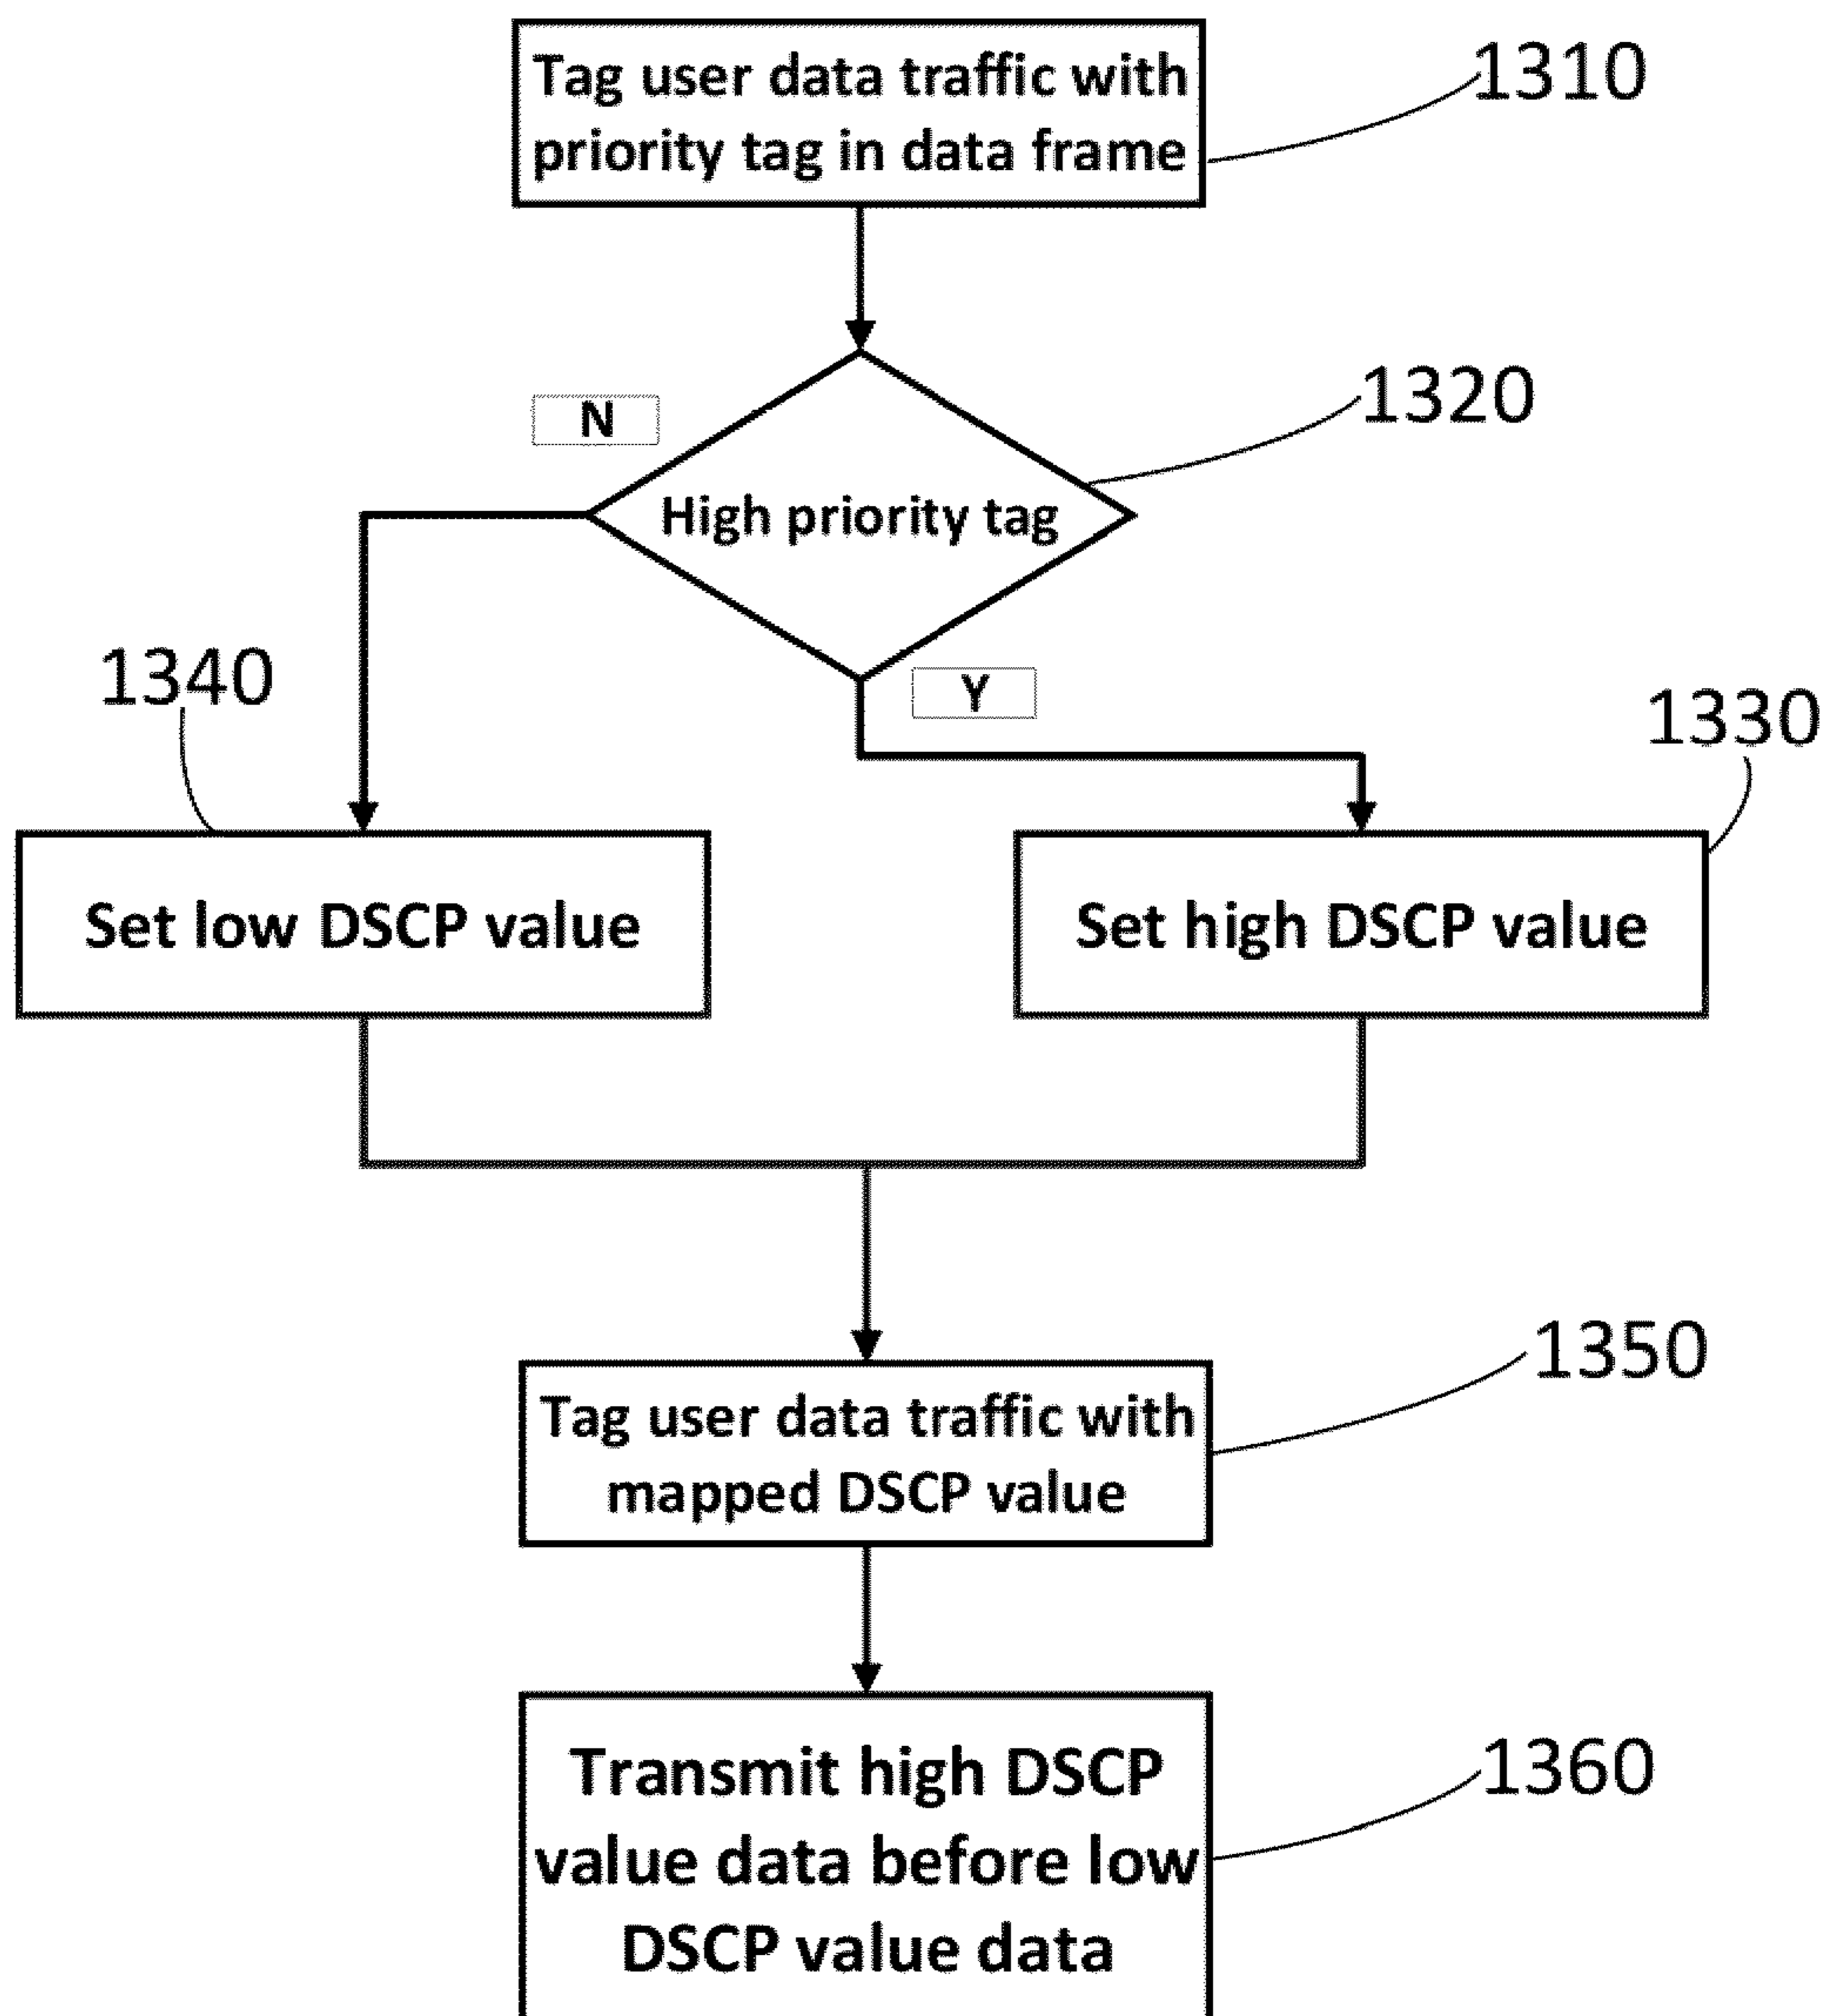 Tag user data traffic with
priority tag in data frame
1310
N
1320
High priority tag
Y
1340
1330
Set low DSCP value
Set high DSCP value
1350
Tag user data traffic with
mapped DSCP value
1360
Transmit high DSCP
value data before low
DSCP value data